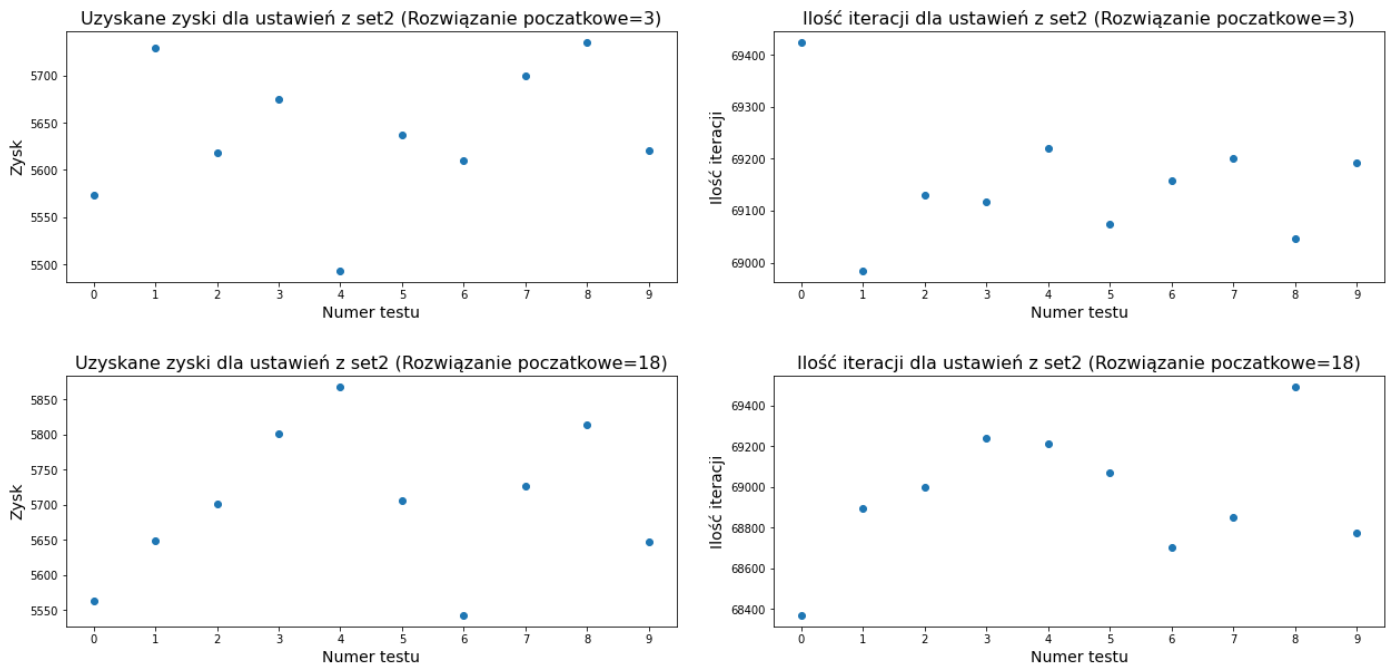 Uzyskane zyski dla ustawień z set2 (Rozwiązanie poczatkowe=3)
Zysk
5700
5650
5600
5550
5500
0 1 2 3 4 5 6 7 8 9
Numer testu
Ilość iteracji dla ustawień z set2 (Rozwiązanie poczatkowe=3)
Ilość iteracji
69400
69300
69200
69100
69000
0 1 2 3 4 5 6 7 8 9
Numer testu
Uzyskane zyski dla ustawień z set2 (Rozwiązanie poczatkowe=18)
Zysk
5850
5800
5750
5700
5650
5600
5550
0 1 2 3 4 5 6 7 8 9
Numer testu
Ilość iteracji dla ustawień z set2 (Rozwiązanie poczatkowe=18)
Ilość iteracji
69400
69200
69000
68800
68600
68400
0 1 2 3 4 5 6 7 8 9
Numer testu